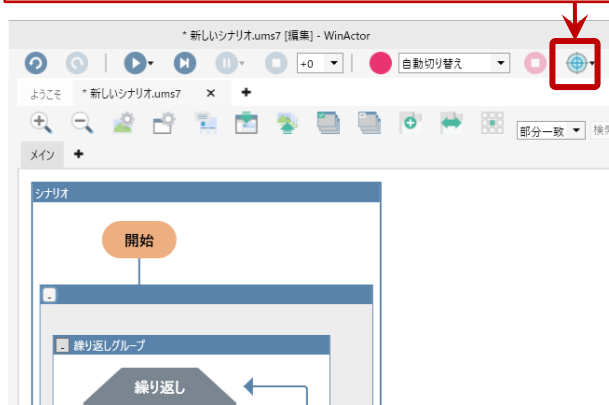 * 新しいシナリオ.ums7 [編集] - WinActor
+0 自動切り替え
ようこそ * 新しいシナリオ.ums7
部分一致
メイン
シナリオ
開始
繰り返しグループ
繰り返し